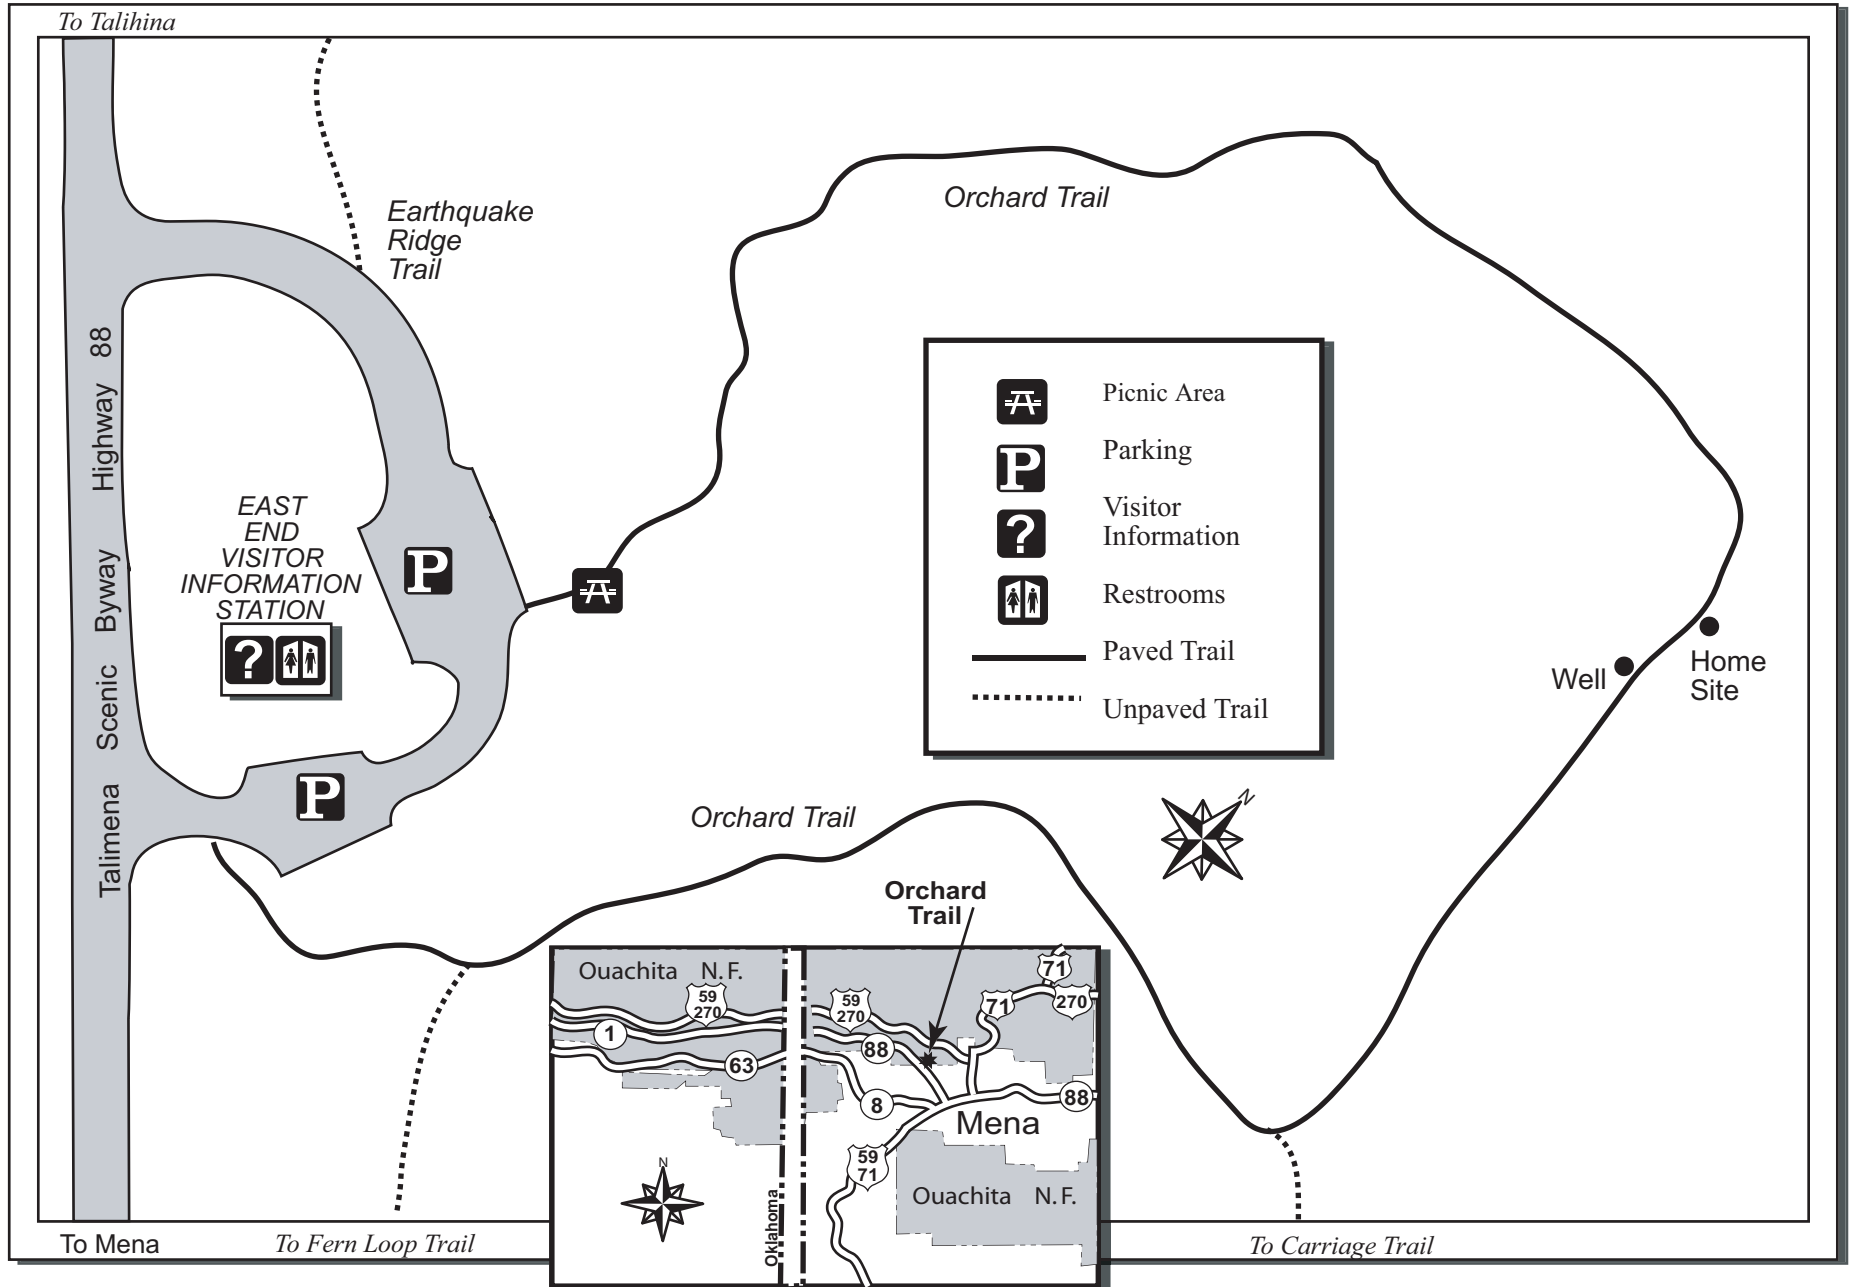 To Talihina
Earthquake
Ridge
Trail
Orchard Trail
Talimena Scenic Byway Highway 88
EAST
END
VISITOR
INFORMATION
STATION
?
P
P
Picnic Area
P Parking
? Visitor
Information
Restrooms
Paved Trail
Unpaved Trail
Well
Home
Site
N
Orchard Trail
Orchard
Trail
Ouachita N.F.
59
270
1
63
59
270
88
8
71
71
270
88
Mena
59
71
Ouachita N.F.
N
Oklahoma
To Mena
To Fern Loop Trail
To Carriage Trail